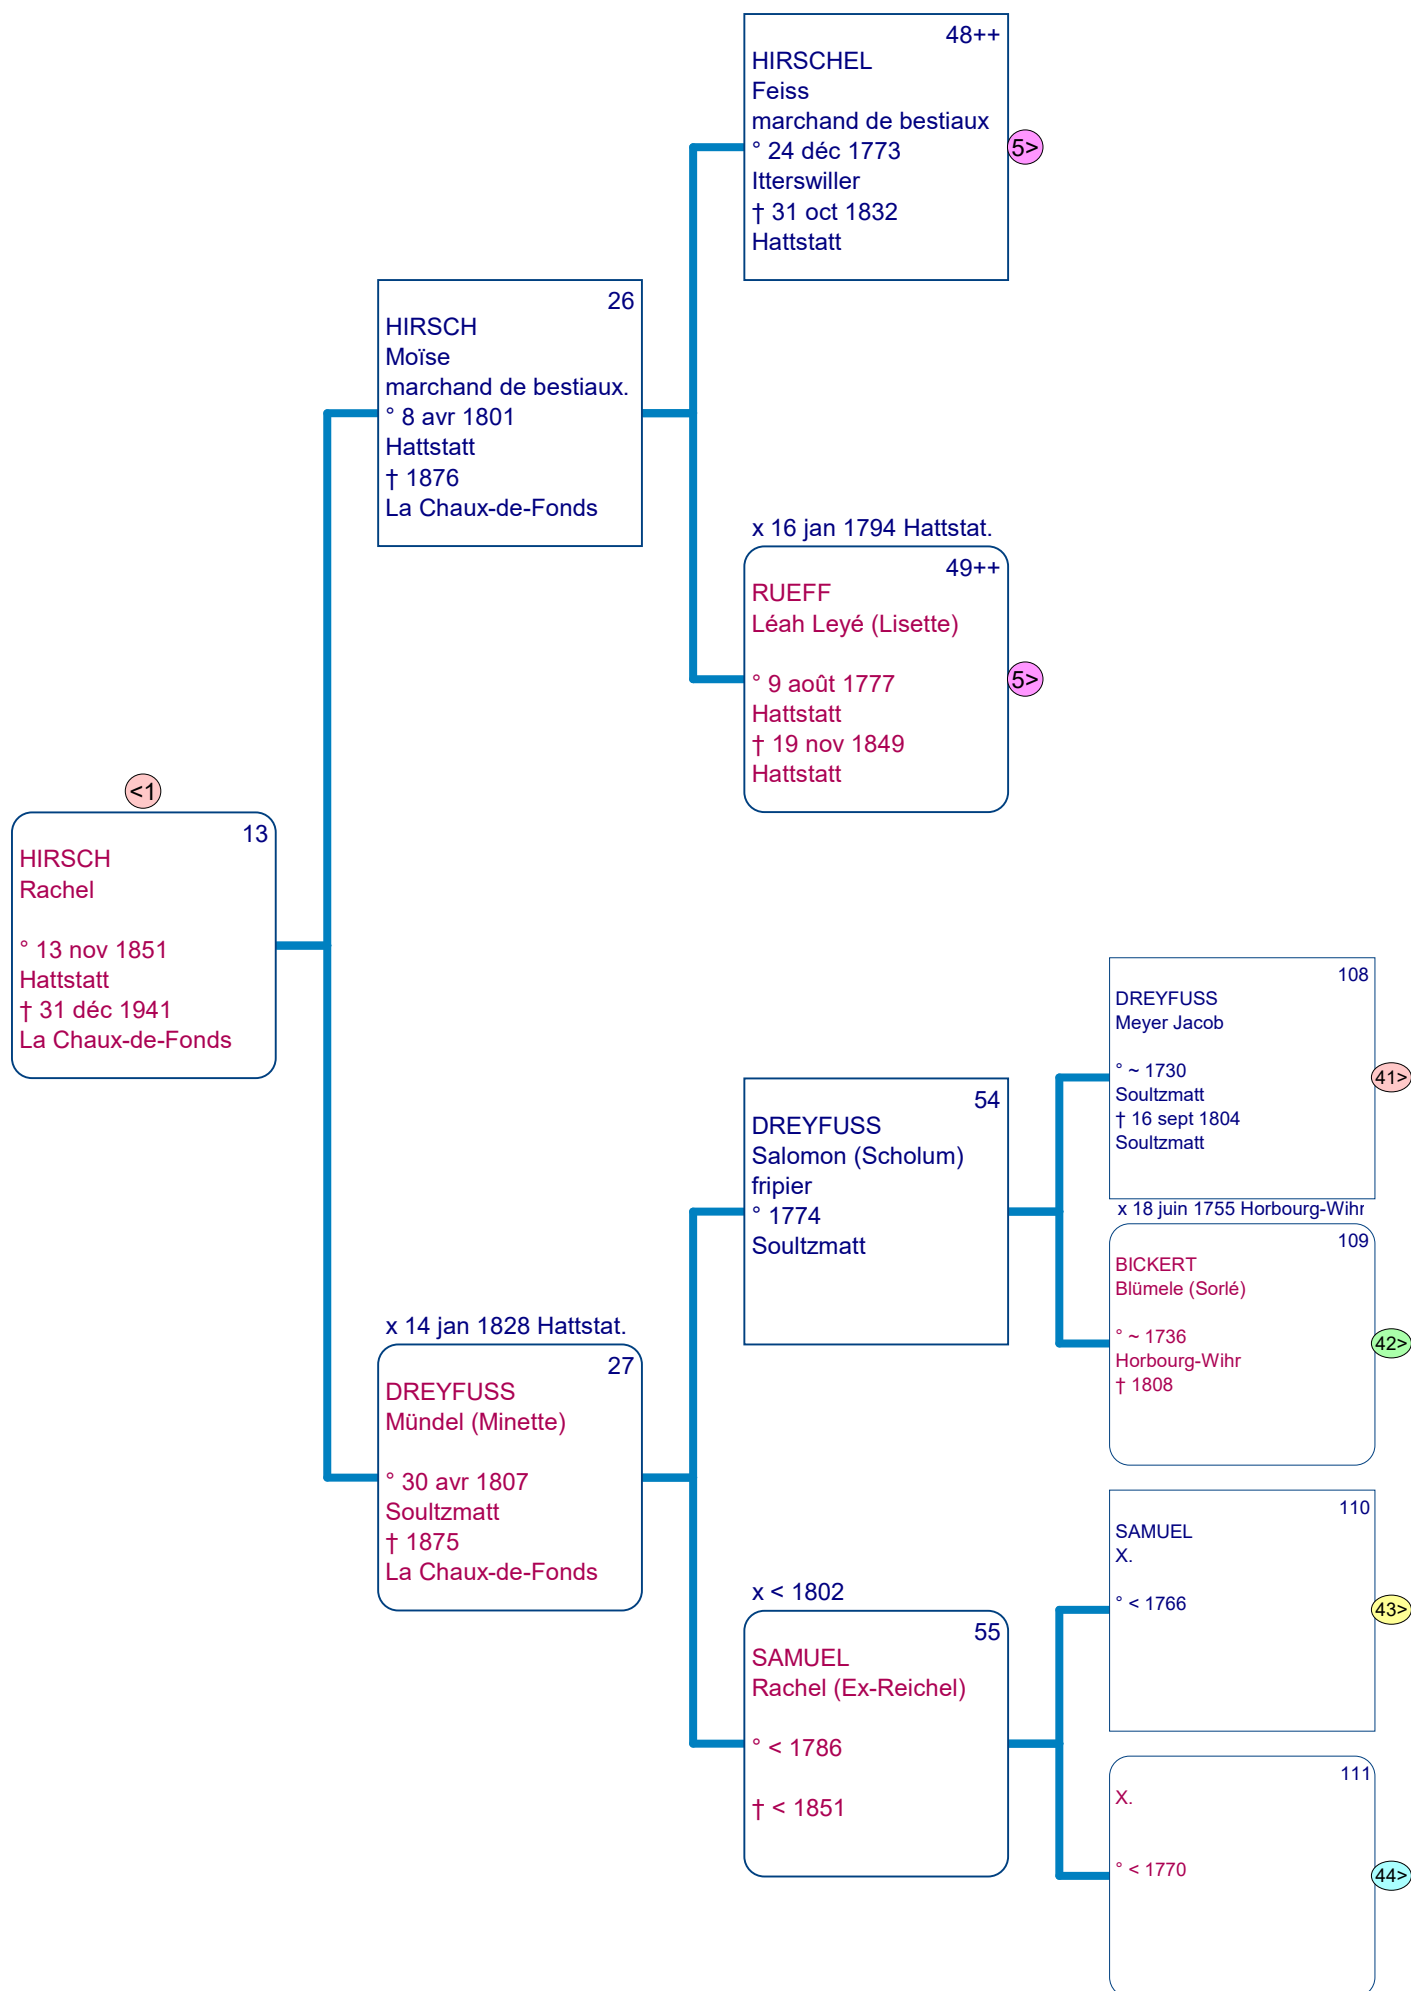 48++
HIRSCHEL
Feiss
marchand de bestiaux
° 24 déc 1773
Itterswiller
† 31 oct 1832
Hattstatt
5>
26
HIRSCH
Moïse
marchand de bestiaux.
° 8 avr 1801
Hattstatt
† 1876
La Chaux-de-Fonds
x 16 jan 1794 Hattstat.
49++
RUEFF
Léah Leyé (Lisette)
° 9 août 1777
Hattstatt
† 19 nov 1849
Hattstatt
5>
<1
13
HIRSCH
Rachel
° 13 nov 1851
Hattstatt
† 31 déc 1941
La Chaux-de-Fonds
108
DREYFUSS
Meyer Jacob
° ~ 1730
Soultzmatt
† 16 sept 1804
Soultzmatt
41>
54
DREYFUSS
Salomon (Scholum)
fripier
° 1774
Soultzmatt
x 18 juin 1755 Horbourg-Wihr
109
BICKERT
Blümele (Sorlé)
° ~ 1736
Horbourg-Wihr
† 1808
42>
x 14 jan 1828 Hattstat.
27
DREYFUSS
Mündel (Minette)
° 30 avr 1807
Soultzmatt
† 1875
La Chaux-de-Fonds
110
SAMUEL
X.
° < 1766
43>
x < 1802
55
SAMUEL
Rachel (Ex-Reichel)
° < 1786
† < 1851
111
X.
° < 1770
44>